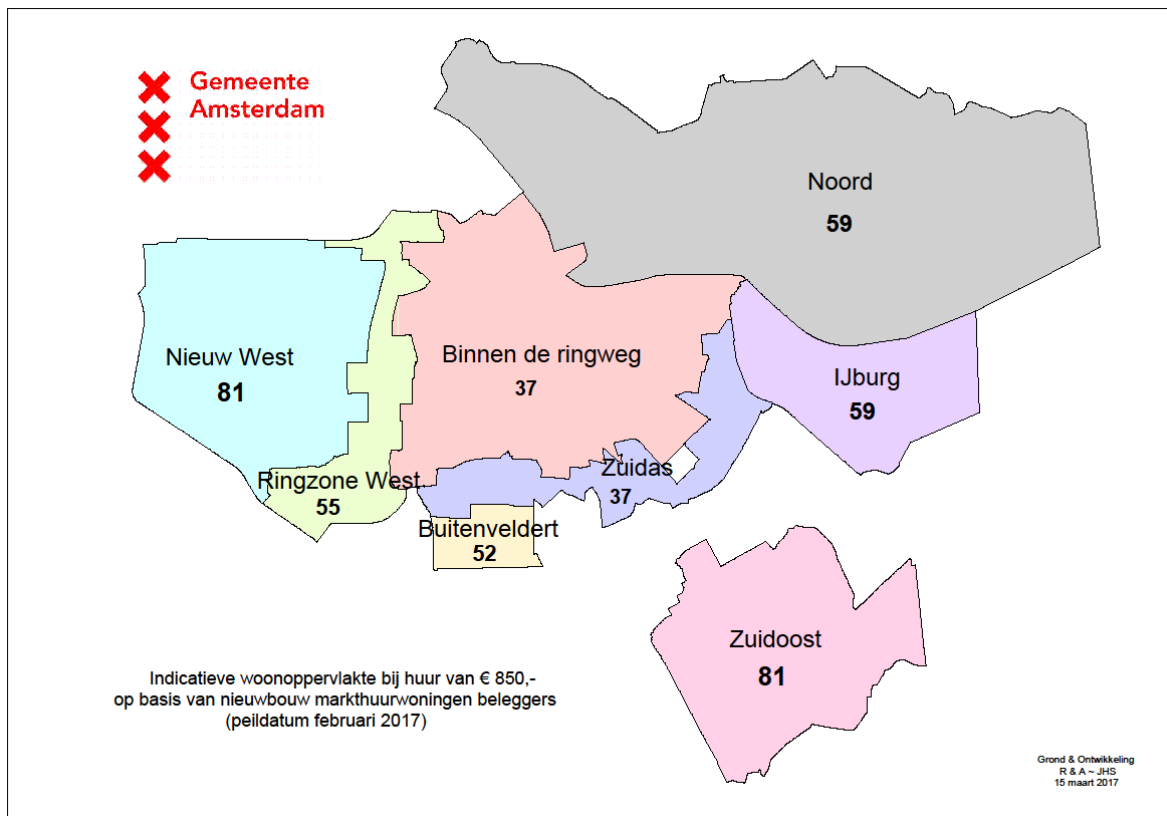 Gemeente
Amsterdam
Noord
59
Nieuw West
81
Binnen de ringweg
37
IJburg
59
Ringzone West
55
Zuidas
37
Buitenveldert
52
Zuidoost
81
Indicatieve woonoppervlakte bij huur van € 850,-
op basis van nieuwbouw markthuurwoningen beleggers
(peildatum februari 2017)
Grond & Ontwikkeling
R & A ~ JHS
15 maart 2017